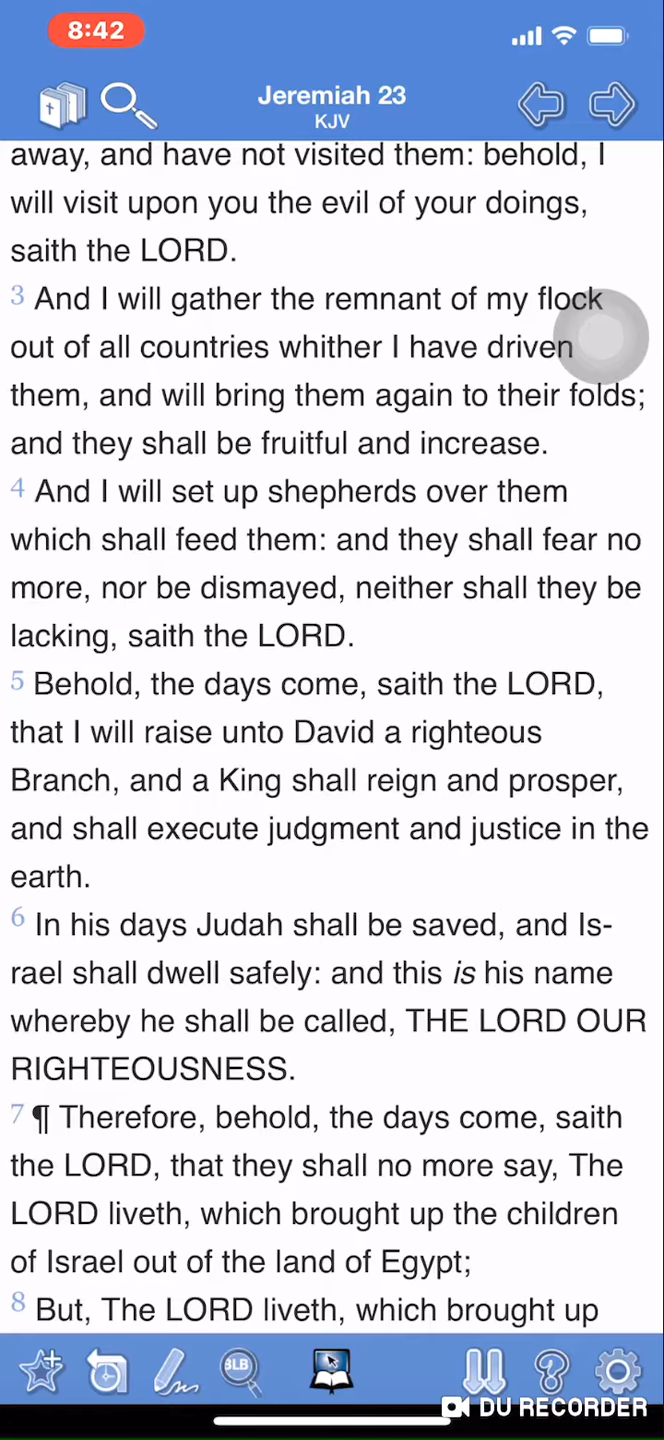 8:42
Jeremiah 23
KJV
away, and have not visited them: behold, I
will visit upon you the evil of your doings,
saith the LORD.
3 And I will gather the remnant of my flock
out of all countries whither I have driven
them, and will bring them again to their folds;
and they shall be fruitful and increase.
4 And I will set up shepherds over them
which shall feed them: and they shall fear no
more, nor be dismayed, neither shall they be
lacking, saith the LORD.
5 Behold, the days come, saith the LORD,
that I will raise unto David a righteous
Branch, and a King shall reign and prosper,
and shall execute judgment and justice in the
earth.
6 In his days Judah shall be saved, and Is-
rael shall dwell safely: and this is his name
whereby he shall be called, THE LORD OUR
RIGHTEOUSNESS.
7 ¶ Therefore, behold, the days come, saith
the LORD, that they shall no more say, The
LORD liveth, which brought up the children
of Israel out of the land of Egypt;
8 But, The LORD liveth, which brought up
BLB
DU RECORDER